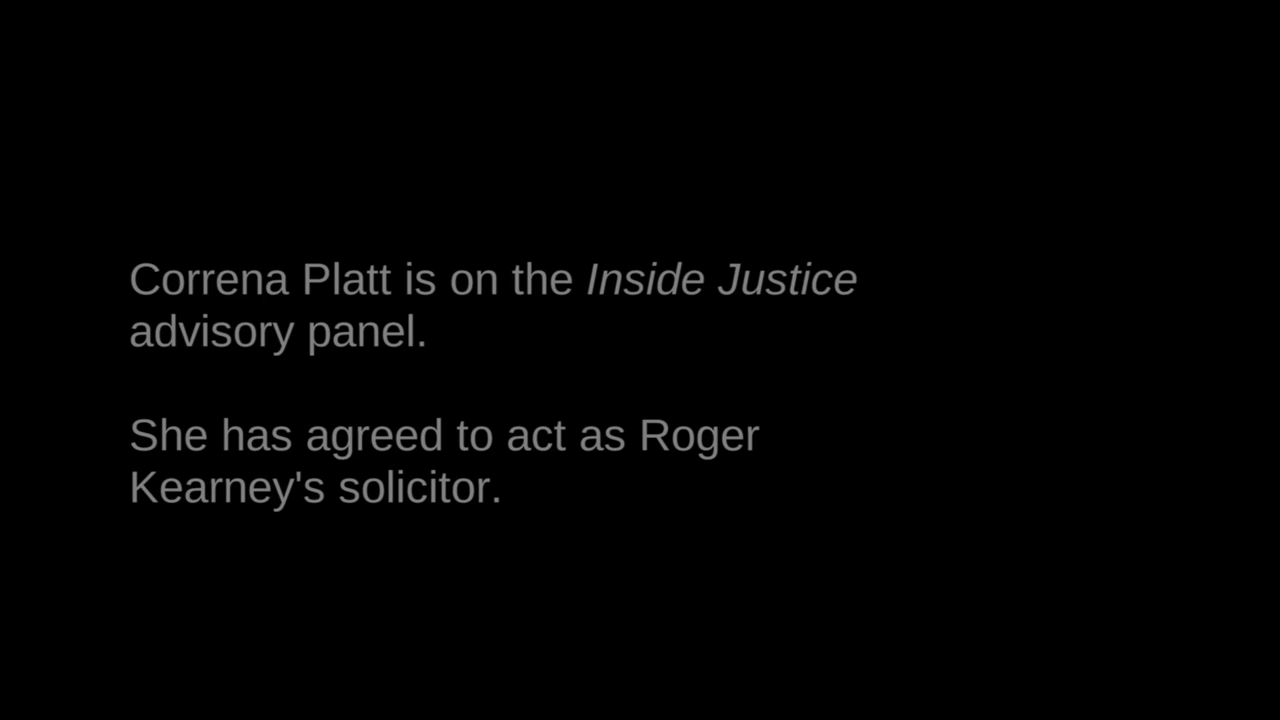 Correna Platt is on the Inside Justice
advisory panel.
She has agreed to act as Roger
Kearney's solicitor.